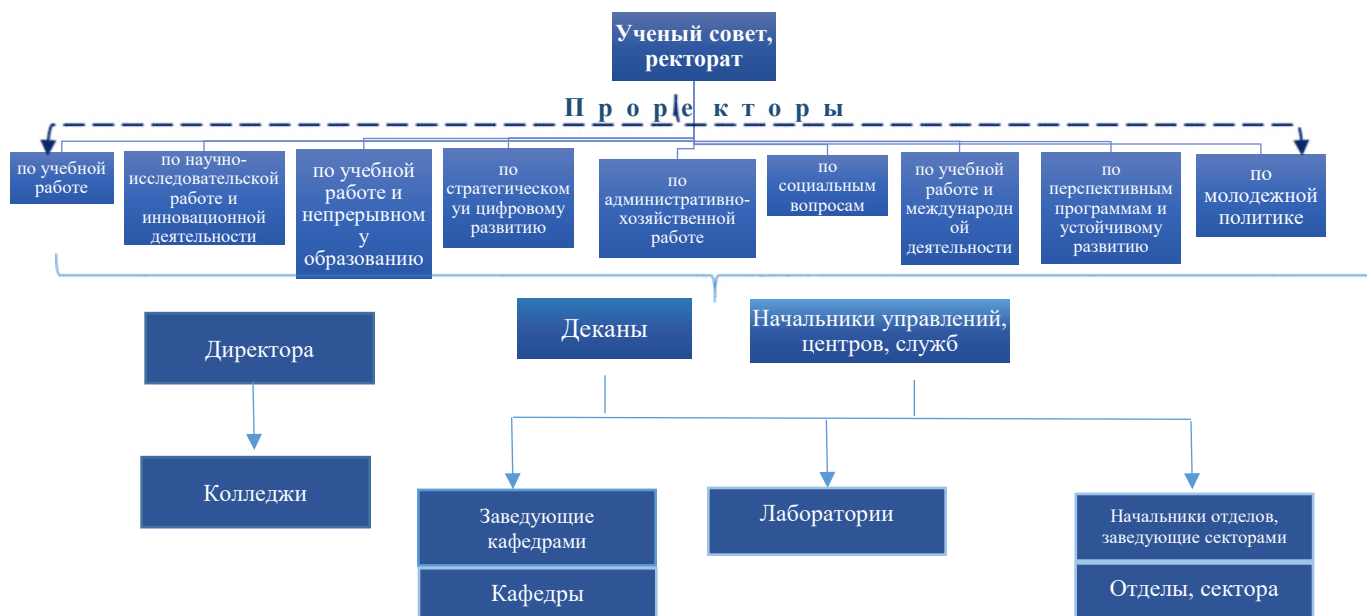 Ученый совет,
ректорат
П р о р е к т о р ы
по учебной
работе
по научно-
исследовательской
работе и
инновационной
деятельности
по учебной
работе и
непрерывном
у
образованию
по
стратегическом
уи цифровому
развитию
по
административно-
хозяйственной
работе
по
социальным
вопросам
по учебной
работе и
международн
ой
деятельности
по
перспективным
программам и
устойчивому
развитию
по
молодежной
политике
Директора
Деканы
Начальники управлений,
центров, служб
Колледжи
Заведующие
кафедрами
Кафедры
Лаборатории
Начальники отделов,
заведующие секторами
Отделы, сектора